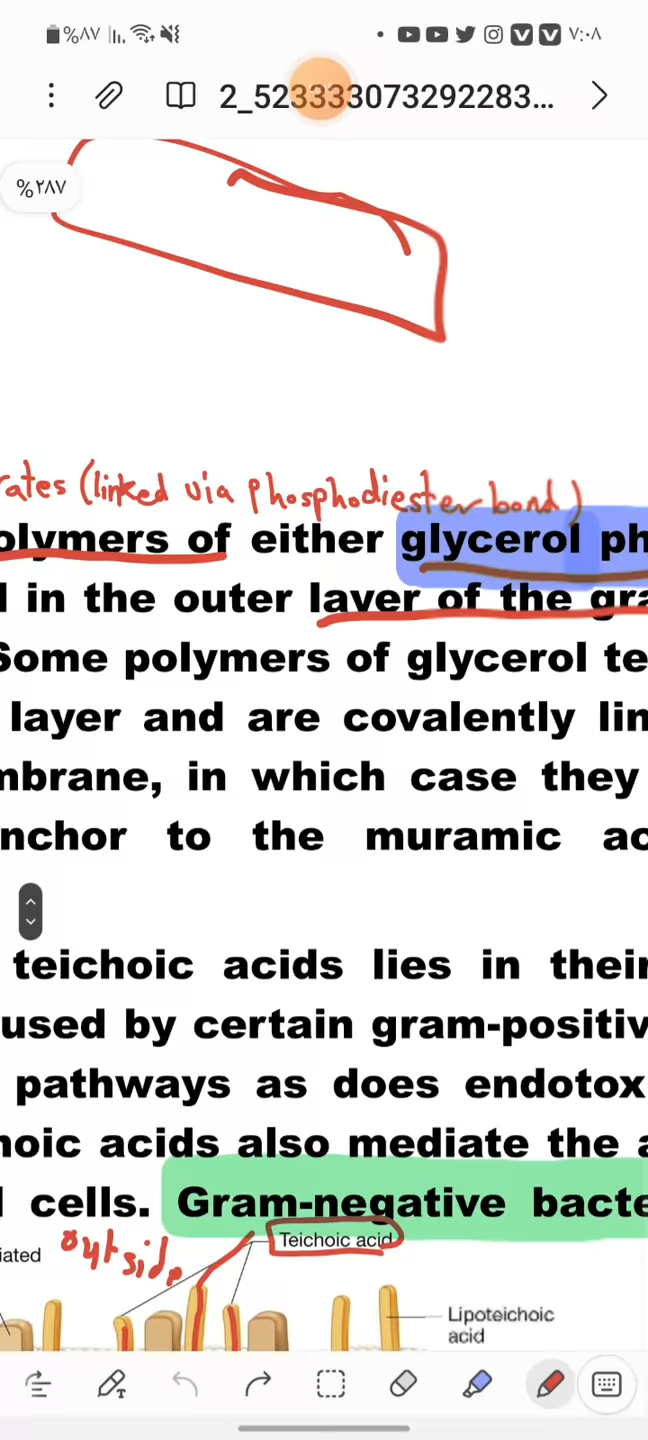 %٨٧ ٧:٠٨
2_523333073292283...
%٢٨٧
rates (linked via phosphodiester bond)
olymers of either glycerol ph
in the outer layer of the gra
Some polymers of glycerol te
layer and are covalently lin
mbrane, in which case they
nchor to the muramic ac
teichoic acids lies in their
used by certain gram-positiv
pathways as does endotox
hoic acids also mediate the a
cells. Gram-negative bacte
iated outside Teichoic acid
Lipoteichoic
acid